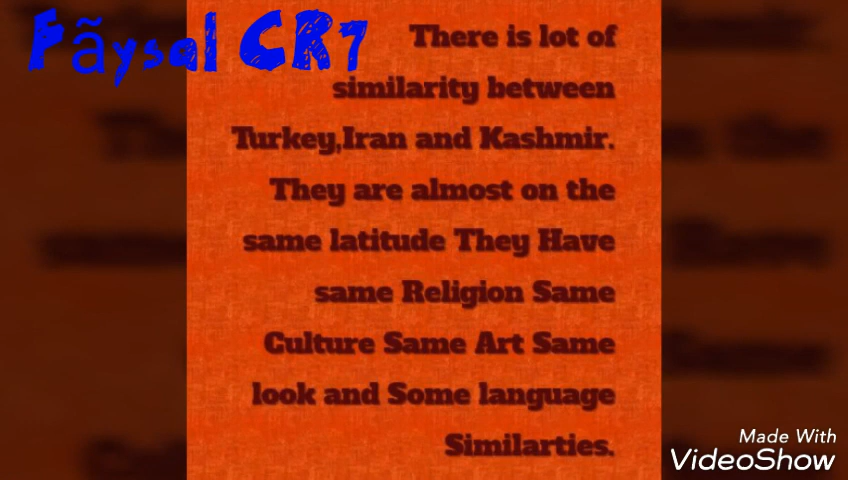 Fãysal CR7
There is lot of
similarity between
Turkey,Iran and Kashmir.
They are almost on the
same latitude They Have
same Religion Same
Culture Same Art Same
look and Some language
Similarties.
Made With
VideoShow